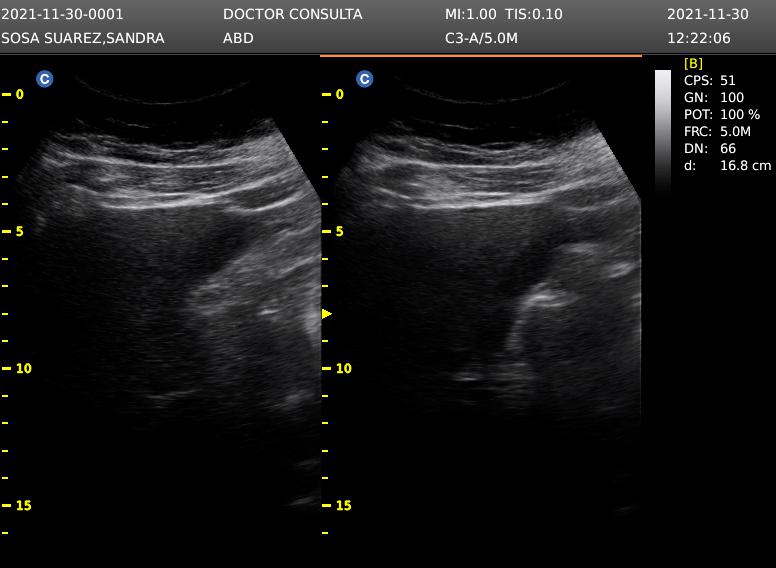 2021-11-30-0001 DOCTOR CONSULTA MI:1.00 TIS:0.10 2021-11-30
SOSA SUAREZ,SANDRA ABD C3-A/5.0M 12:22:06
[B]
CPS: 51
GN: 100
POT: 100 %
FRC: 5.0M
DN: 66
d: 16.8 cm
C C
0 0
5 5
10 10
15 15